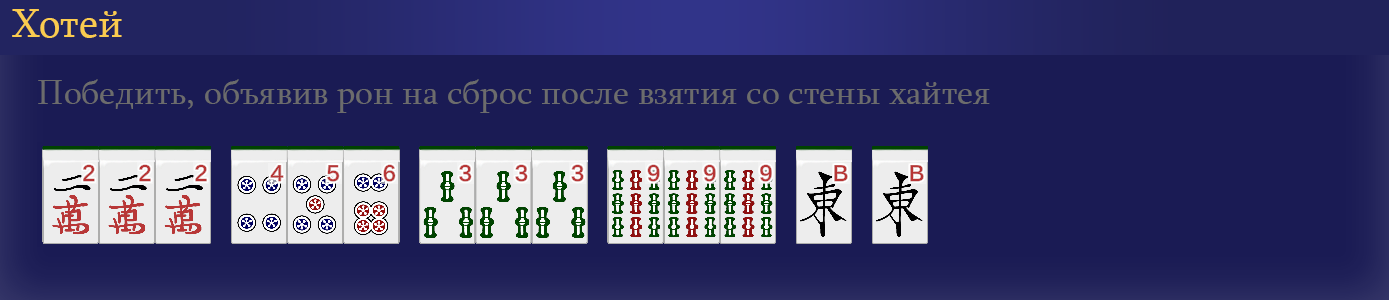 Хотей
Победить, объявив рон на сброс после взятия со стены хайтея
2 2 2 4 5 6 3 3 3 9 9 9 В В
二 二 二 東 東
萬 萬 萬